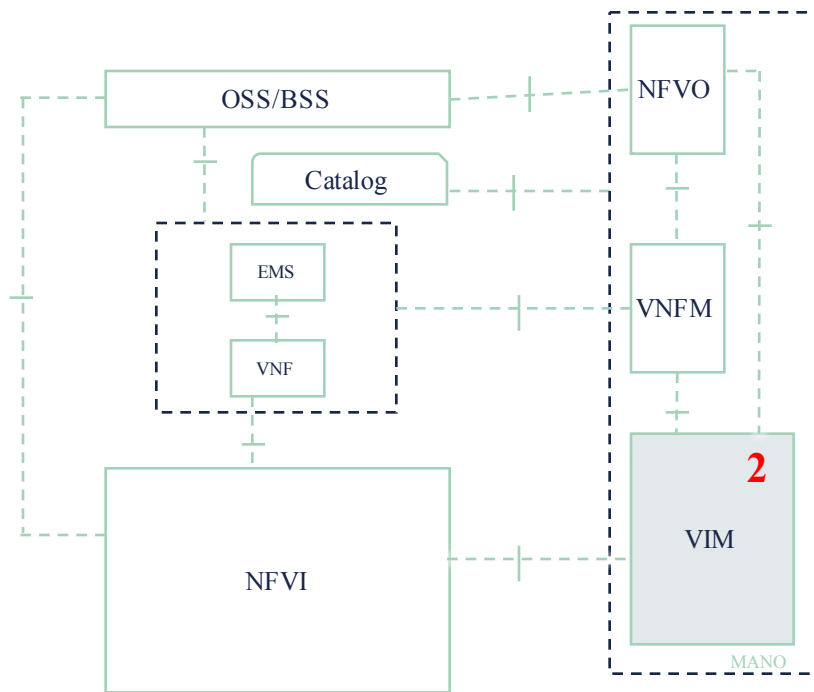 NFVO
OSS/BSS
Catalog
EMS
VNFM
VNF
2
VIM
NFVI
MANO